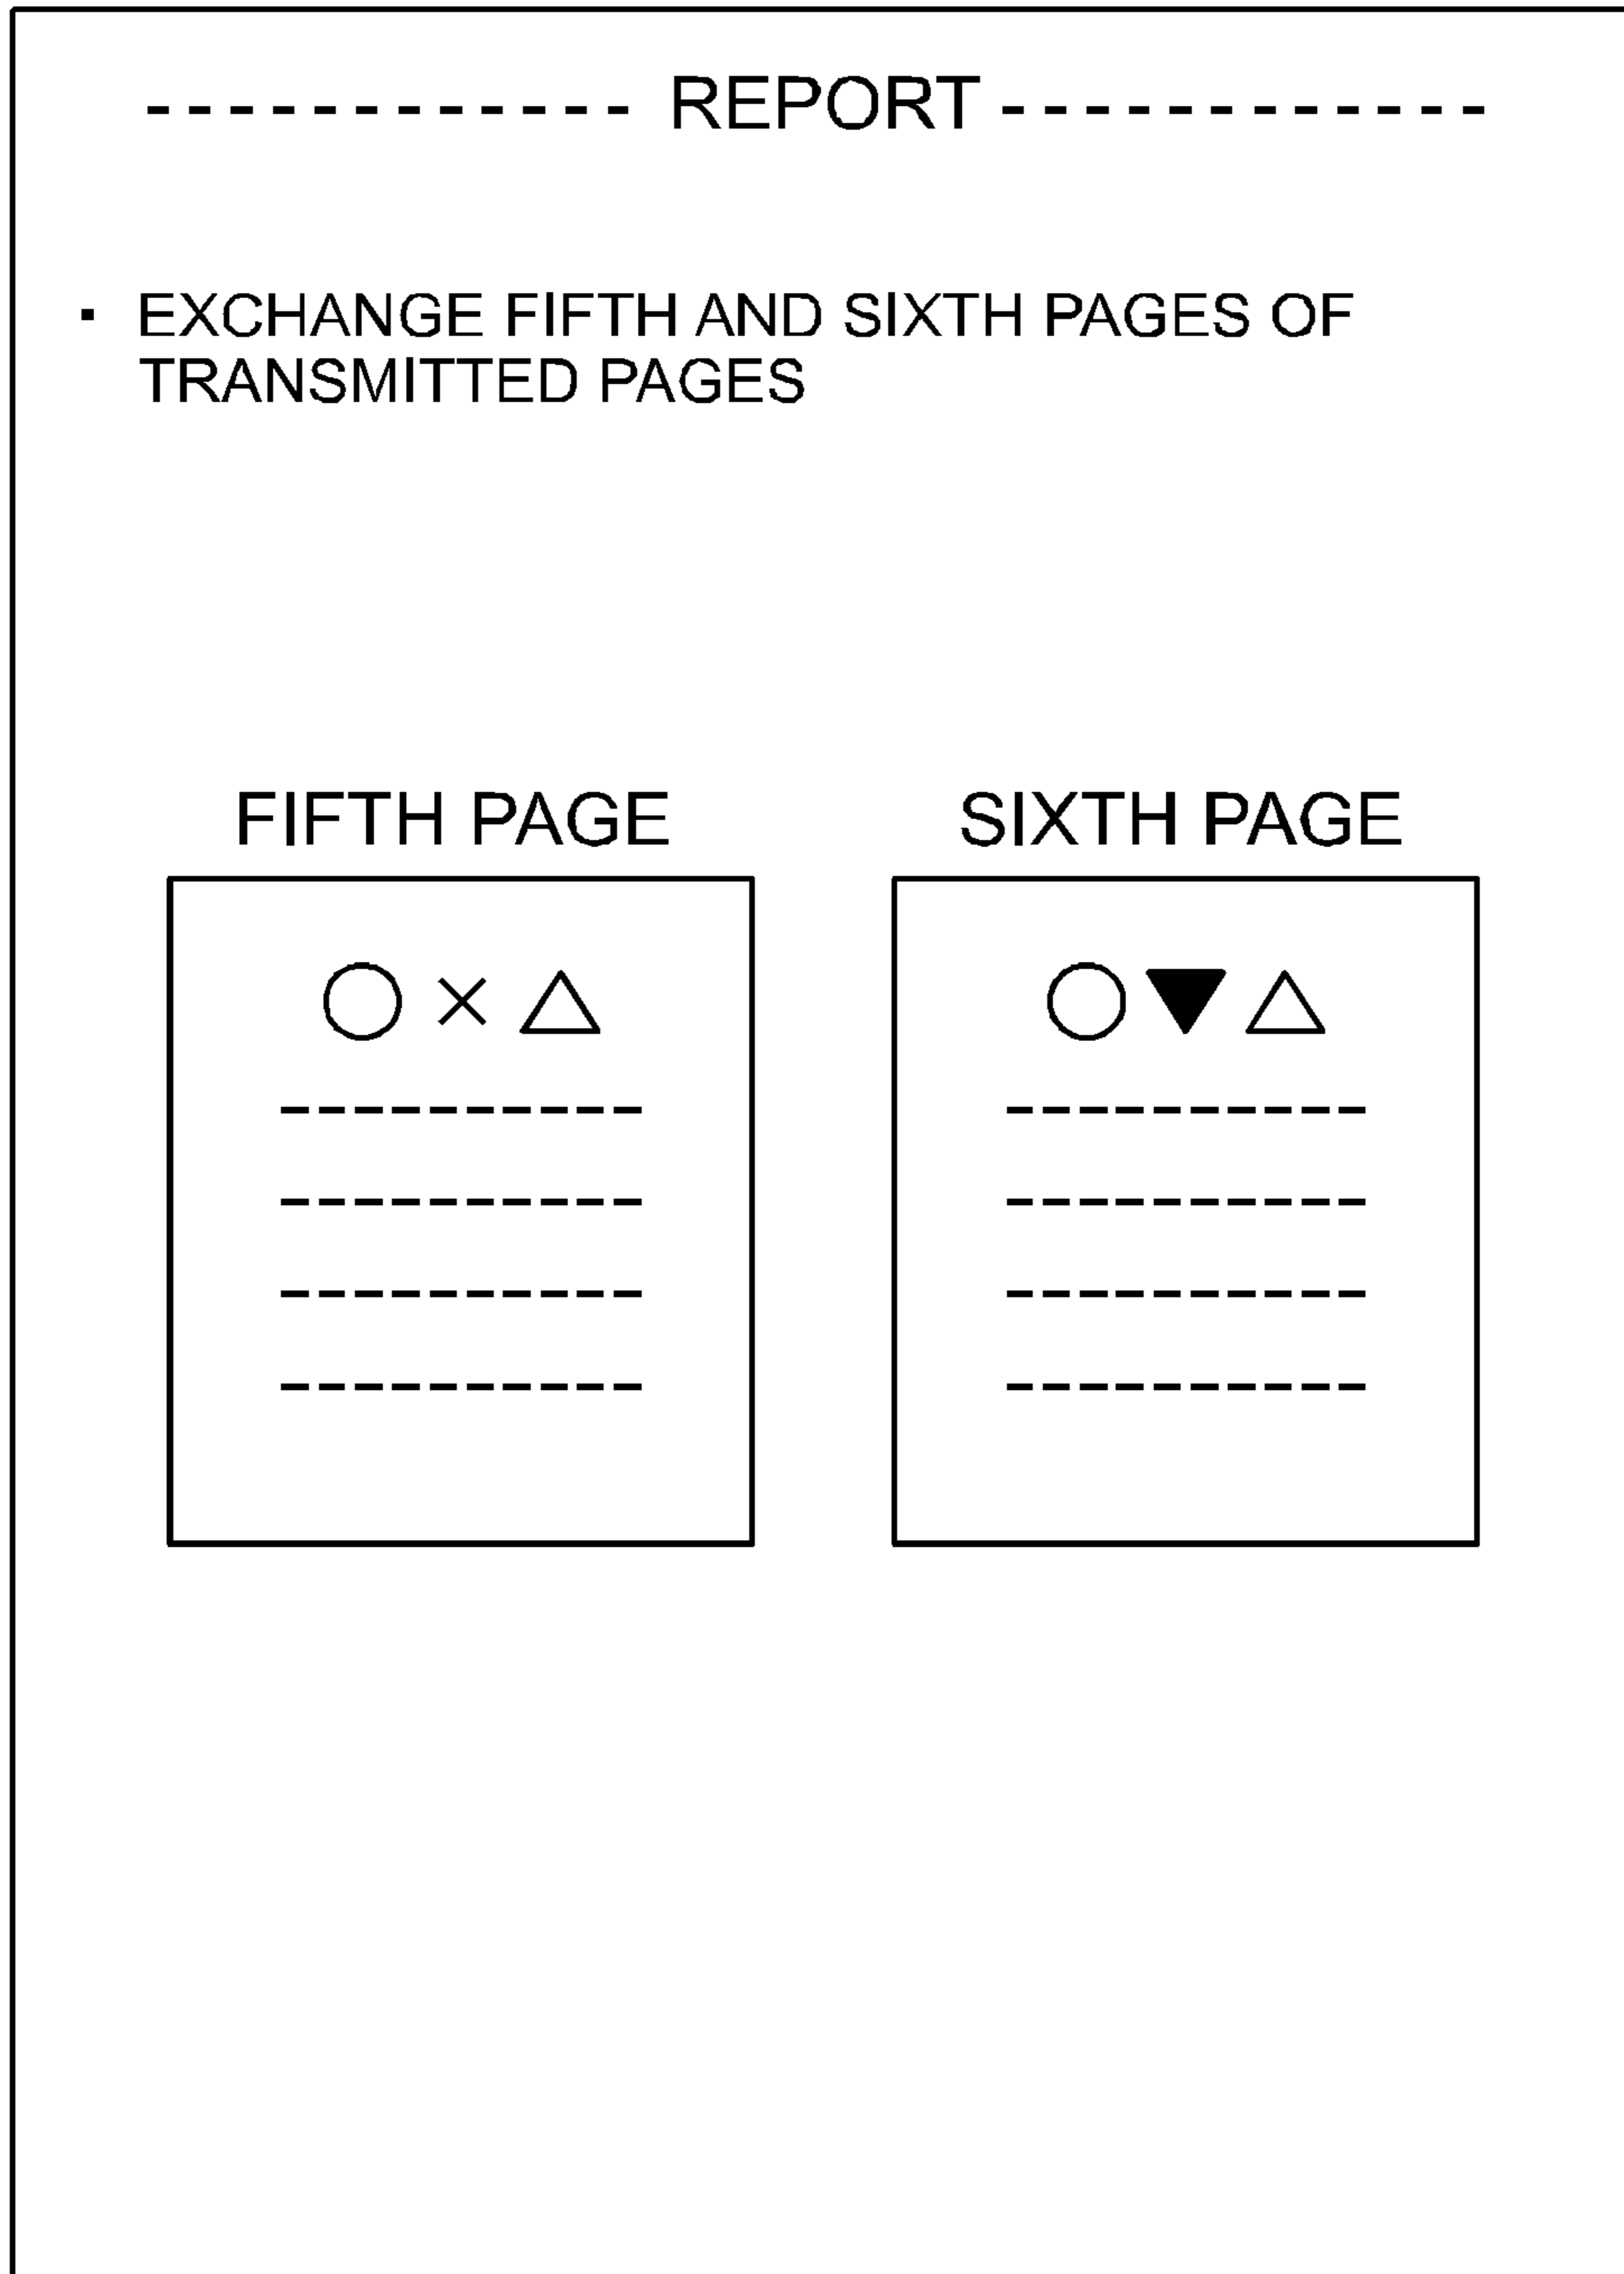 ------------ REPORT ------------
· EXCHANGE FIFTH AND SIXTH PAGES OF
TRANSMITTED PAGES
FIFTH PAGE SIXTH PAGE
○×△ ○▼△